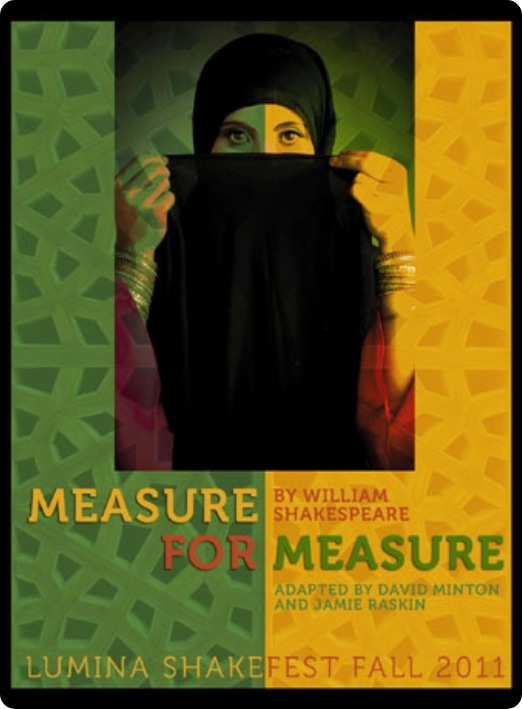 MEASURE
BY WILLIAM
SHAKESPEARE
FOR MEASURE
ADAPTED BY DAVID MINTON
AND JAMIE RASKIN
LUMINA SHAKEFEST FALL 2011